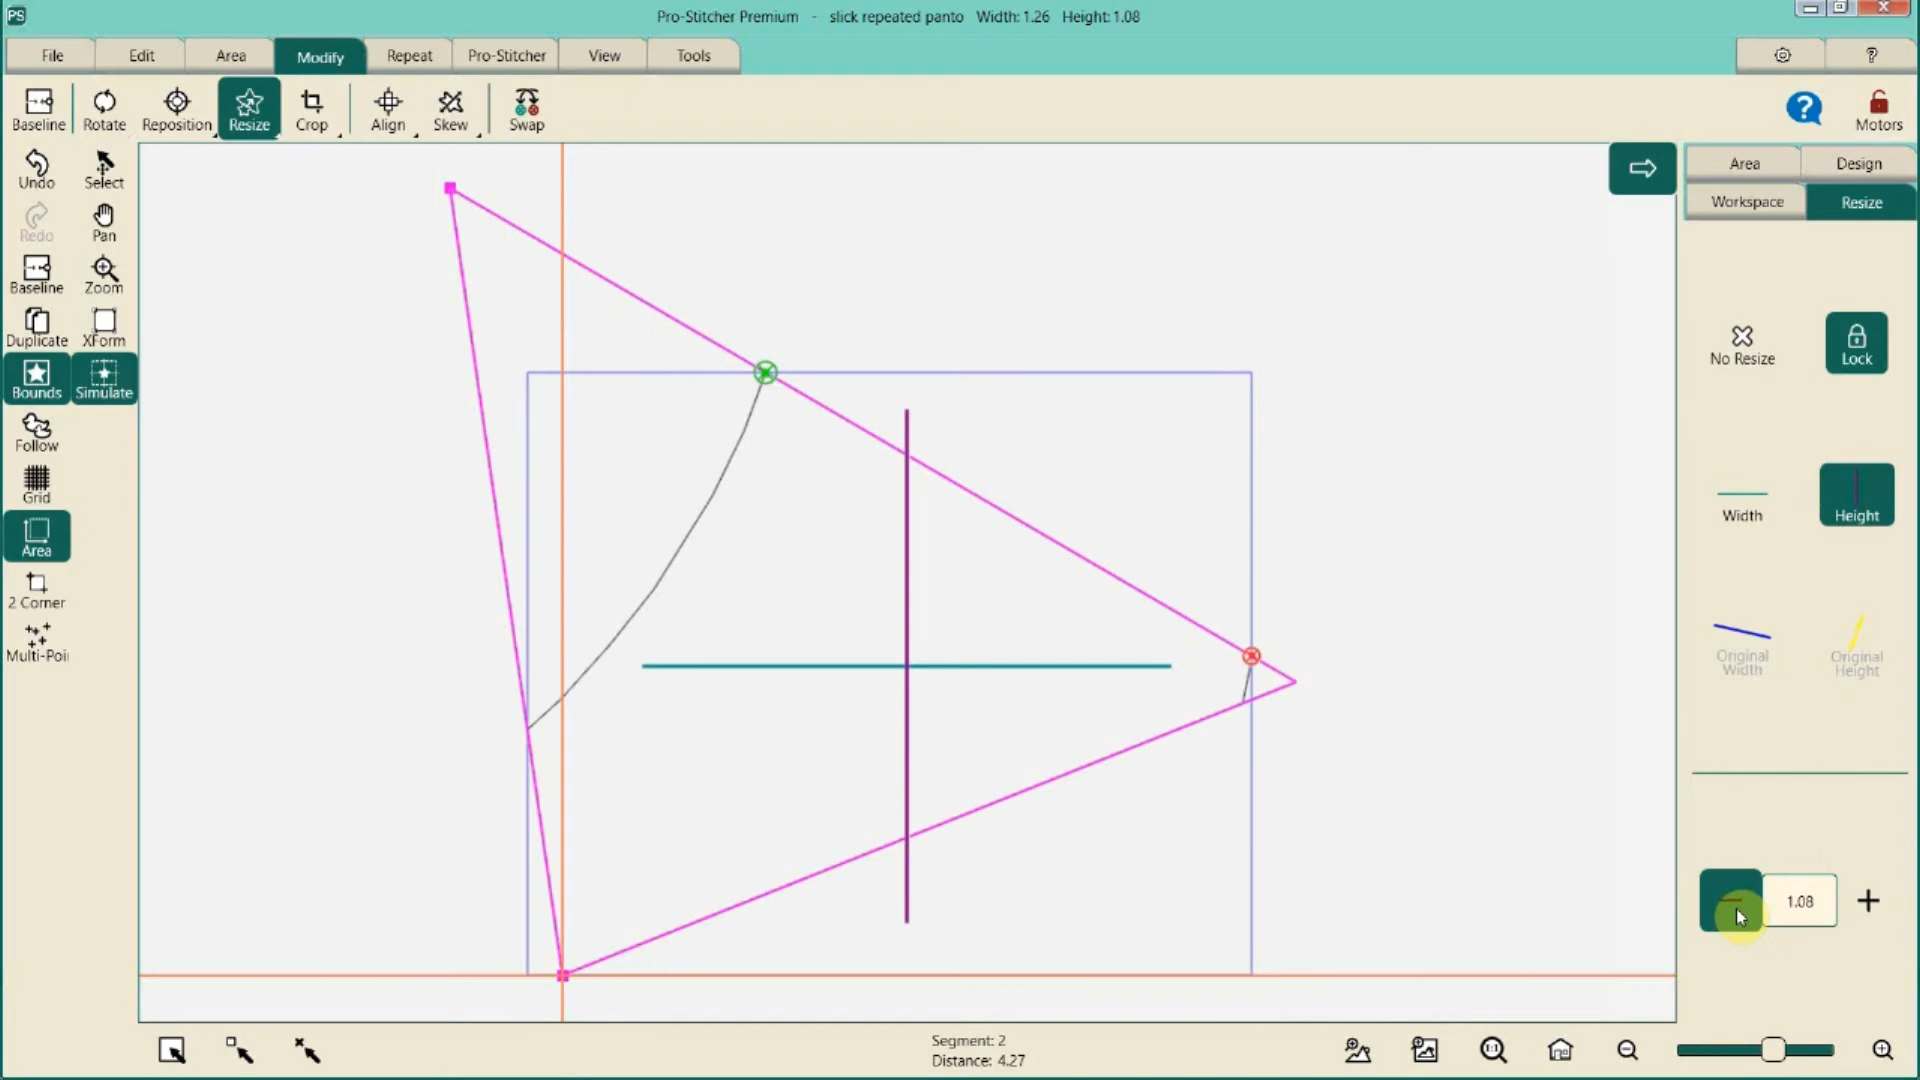 PS
Pro-Stitcher Premium - slick repeated panto Width: 1.26 Height: 1.08
File Edit Area Modify Repeat Pro-Stitcher View Tools ?
Baseline Rotate Reposition Resize Crop Align Skew Swap ? Motors
Undo Select
Redo Pan
Baseline Zoom
Duplicate XForm
Bounds Simulate
Follow
Grid
Area
2 Corner
Multi-Poi
Area Design
Workspace Resize
No Resize Lock
Width Height
Original Width Original Height
1.08 +
Segment: 2
Distance: 4.27
1:1